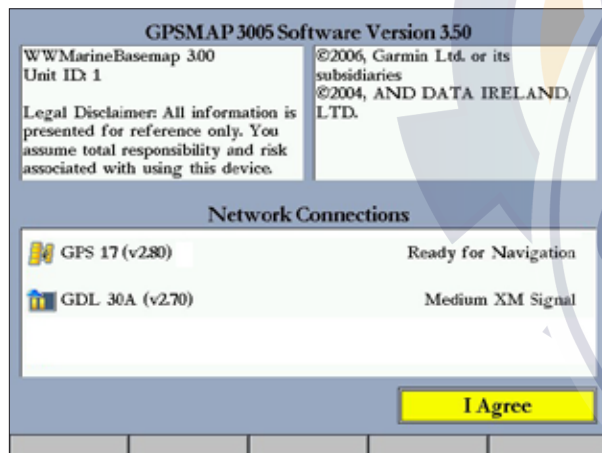 GPSMAP 3005 Software Version 3.50
WWMarineBasemap 3.00
Unit ID: 1
Legal Disclaimer: All information is
presented for reference only. You
assume total responsibility and risk
associated with using this device.
©2006, Garmin Ltd. or its
subsidiaries
©2004, AND DATA IRELAND,
LTD.
Network Connections
GPS 17 (v2.80) Ready for Navigation
GDL 30A (v2.70) Medium XM Signal
I Agree